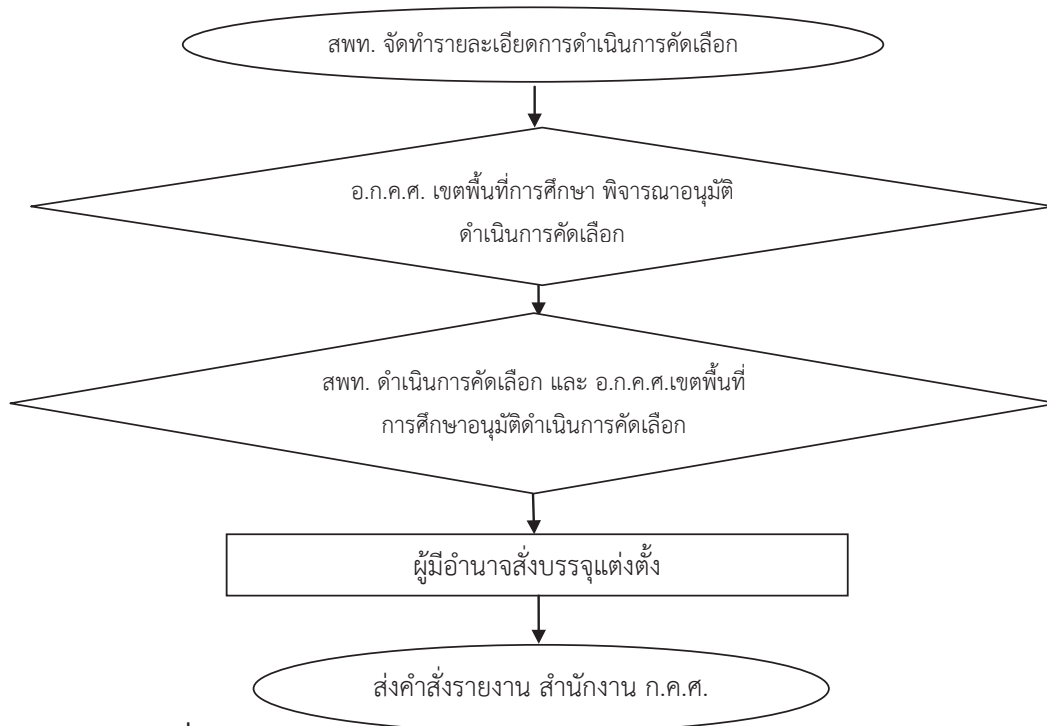 สพท. จัดทำรายละเอียดการดำเนินการคัดเลือก
อ.ก.ค.ศ. เขตพื้นที่การศึกษา พิจารณาอนุมัติ
ดำเนินการคัดเลือก
สพท. ดำเนินการคัดเลือก และ อ.ก.ค.ศ.เขตพื้นที่
การศึกษาอนุมัติดำเนินการคัดเลือก
ผู้มีอำนาจสั่งบรรจุแต่งตั้ง
ส่งคำสั่งรายงาน สำนักงาน ก.ค.ศ.